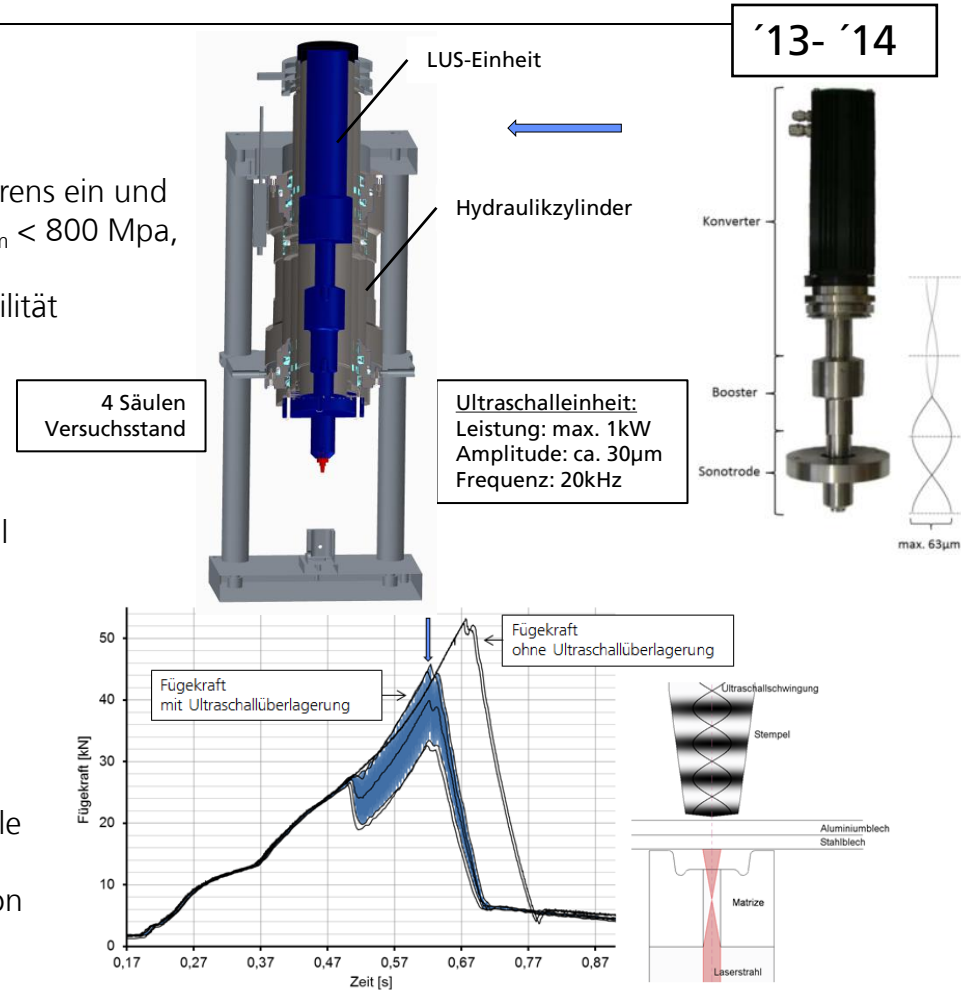 ´13- ´14
LUS-Einheit
rens ein und
m < 800 Mpa,
ilität
Hydraulikzylinder
Konverter
Booster
Sonotrode
max. 63µm
4 Säulen
Versuchsstand
Ultraschalleinheit:
Leistung: max. 1kW
Amplitude: ca. 30µm
Frequenz: 20kHz
l
le
on
Fügekraft
ohne Ultraschallüberlagerung
Fügekraft
mit Ultraschallüberlagerung
Fügekraft [kN]
50
40
30
20
10
0
0,17 0,27 0,37 0,47 0,57 0,67 0,77 0,87
Zeit [s]
Ultraschallschwingung
Stempel
Aluminiumblech
Stahlblech
Matrize
Laserstrahl